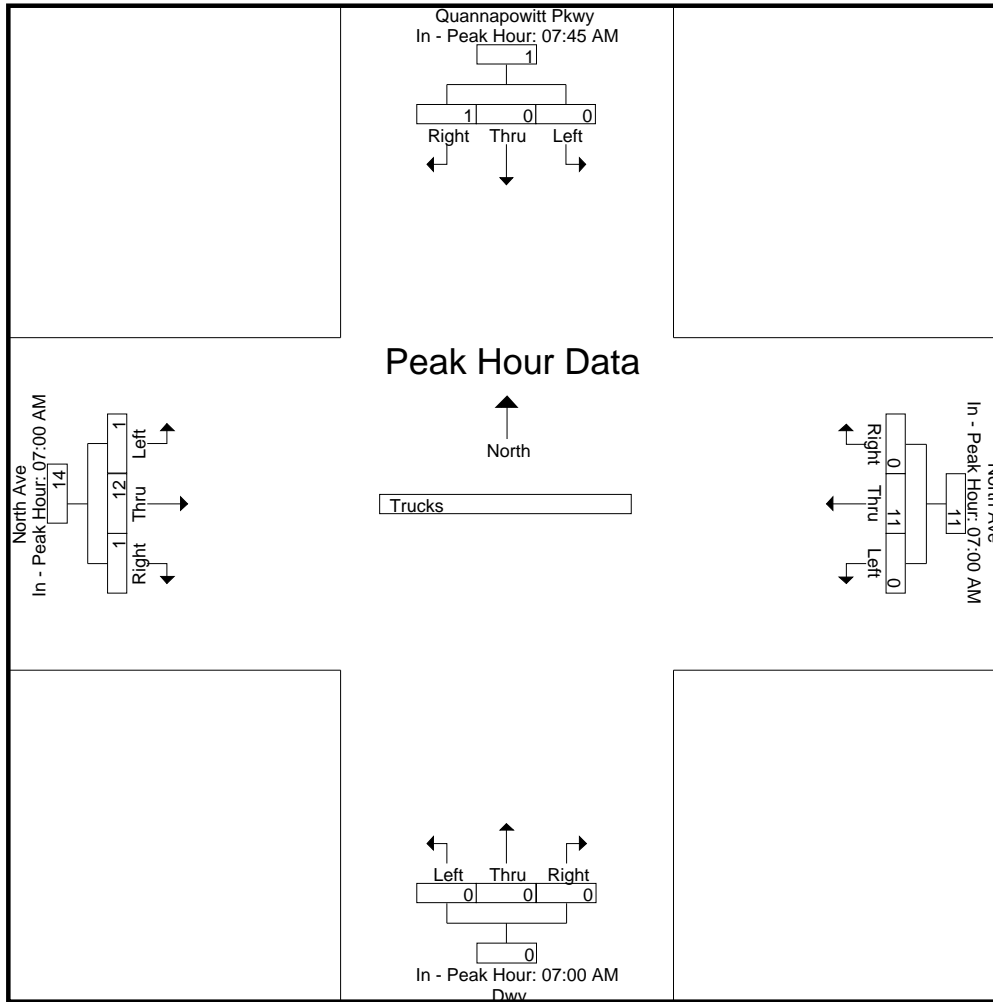 Quannapowitt Pkwy
In - Peak Hour: 07:45 AM
1
1 0 0
Right Thru Left
Peak Hour Data
North
Trucks
North Ave
In - Peak Hour: 07:00 AM
14
1 12 1
Left Thru Right
North Ave
In - Peak Hour: 07:00 AM
11
0 11 0
Right Thru Left
Left Thru Right
0 0 0
0
In - Peak Hour: 07:00 AM
Dwy